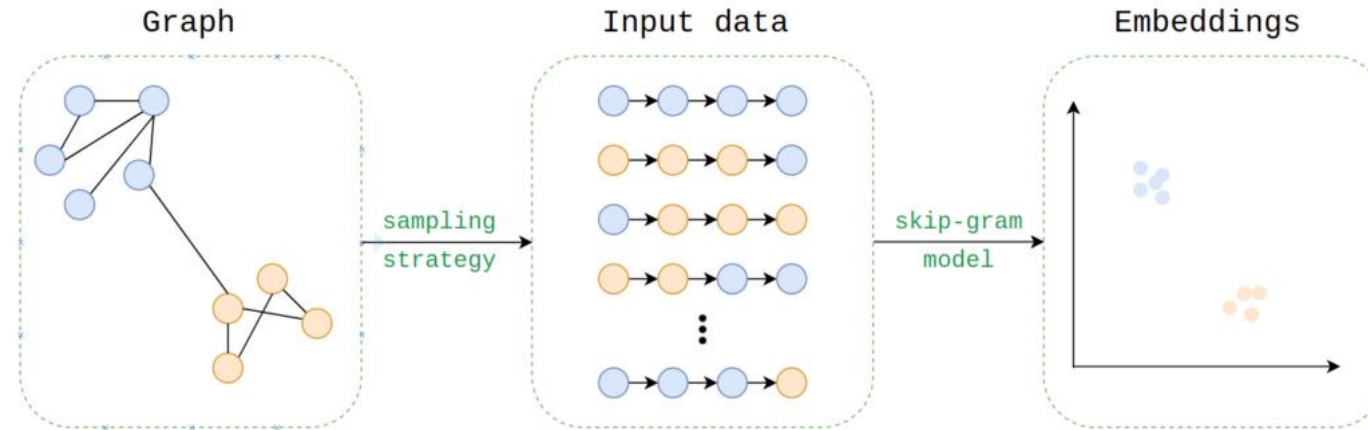 Graph
Input data
Embeddings
sampling
strategy
skip-gram
model